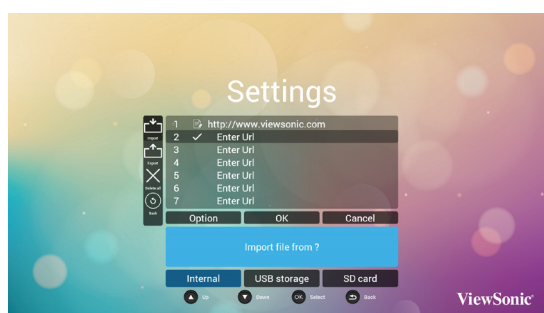 Settings
Import
1 http://www.viewsonic.com
2 Enter Url
3 Enter Url
Export
4 Enter Url
5 Enter Url
Delete all
6 Enter Url
7 Enter Url
Back
Option OK Cancel
Import file from ?
Internal USB storage SD card
Up Down OK Select Back
ViewSonic